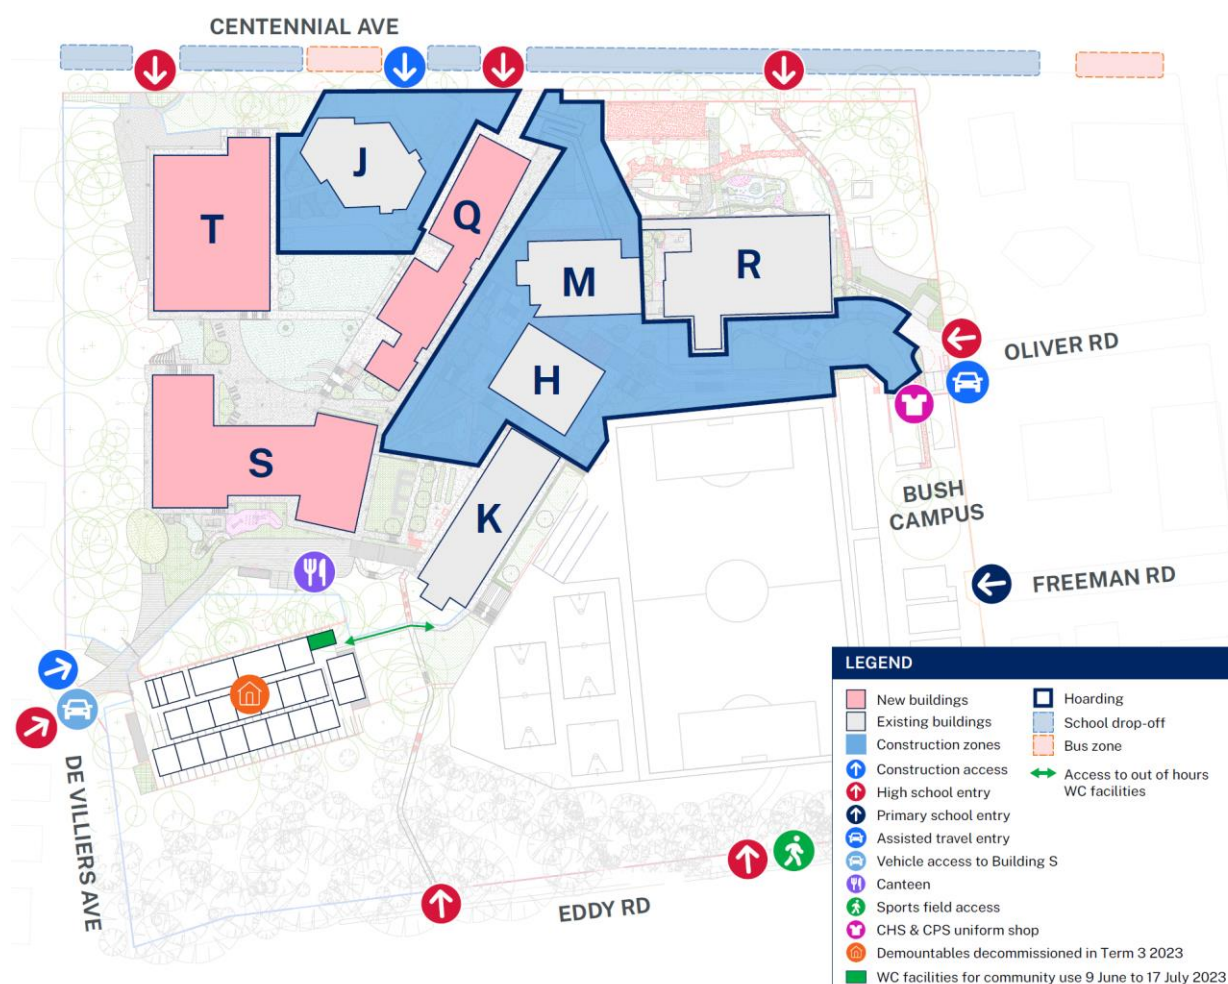 CENTENNIAL AVE
J
T
Q
M
R
H
S
K
OLIVER RD
BUSH
CAMPUS
FREEMAN RD
DE VILLIERS AVE
EDDY RD
LEGEND
New buildings
Existing buildings
Construction zones
Construction access
High school entry
Primary school entry
Assisted travel entry
Vehicle access to Building S
Canteen
Sports field access
CHS & CPS uniform shop
Demountables decommissioned in Term 3 2023
WC facilities for community use 9 June to 17 July 2023
Hoarding
School drop-off
Bus zone
Access to out of hours
WC facilities